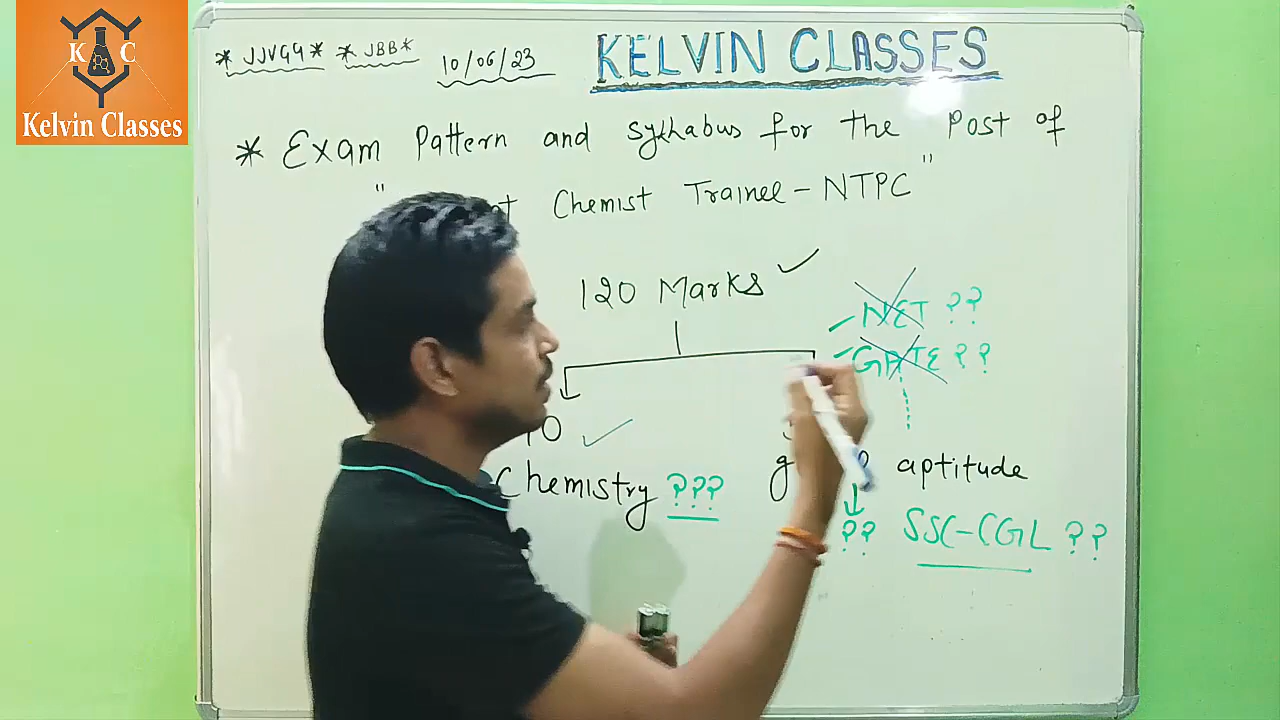 K C
Kelvin Classes
* JJVGG * * JBB *
10/06/23
KELVIN CLASSES
* Exam Pattern and Syllabus for the Post of
" Chemist Trainee - NTPC "
120 Marks ✓
NET ??
GATE ??
Chemistry ???
aptitude
?? SSC-CGL ??